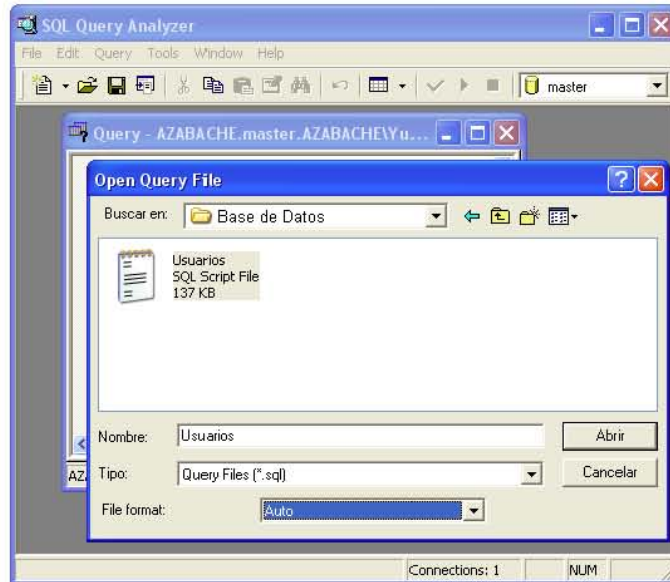 SQL Query Analyzer
File Edit Query Tools Window Help
master
Query - AZABACHE.master.AZABACHE\Yu...
Open Query File
Buscar en: Base de Datos
Usuarios
SQL Script File
137 KB
Nombre: Usuarios Abrir
AZ
Tipo: Query Files (*.sql) Cancelar
File format: Auto
Connections: 1 NUM